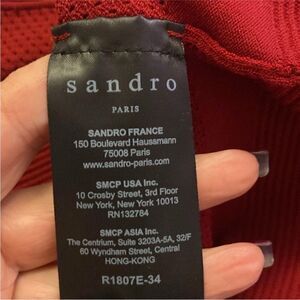 sandro
PARIS
SANDRO FRANCE
150 Boulevard Haussmann
75008 Paris
www.sandro-paris.com
SMCP USA Inc.
10 Crosby Street, 3rd Floor
New York, New York 10013
RN132784
SMCP ASIA Inc.
The Centrium, Suite 3203A-5A, 32/F
60 Wyndham Street, Central
HONG-KONG
R1807E-34